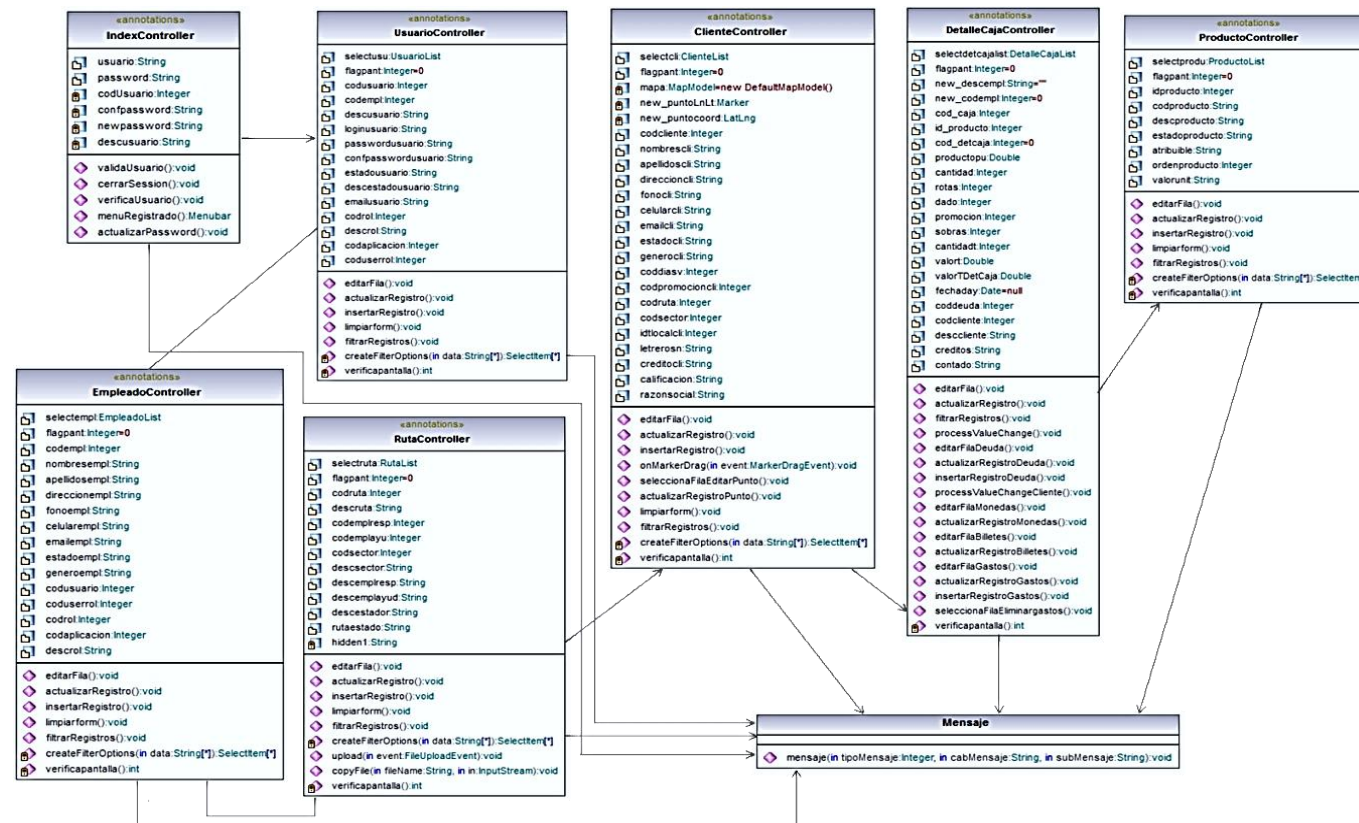 «annotations»
IndexController
usuario:String
password:String
codUsuario:Integer
confpassword:String
newpassword:String
descusuario:String
validaUsuario():void
cerrarSession():void
verificaUsuario():void
menuRegistrado():Menubar
actualizarPassword():void
«annotations»
UsuarioController
selectusu:UsuarioList
flagpant:Integer=0
codusuario:Integer
codempl:Integer
descusuario:String
loginusuario:String
passwordusuario:String
confpasswordusuario:String
estadousuario:String
descestadousuario:String
emailusuario:String
codrol:Integer
descrol:String
codaplicacion:Integer
coduserrol:Integer
editarFila():void
actualizarRegistro():void
insertarRegistro():void
limpiarform():void
filtrarRegistros():void
createFilterOptions(in data:String[*]):SelectItem[*]
verificapantalla():int
«annotations»
ClienteController
selectcli:ClienteList
flagpant:Integer=0
mapa:MapModel=new DefaultMapModel()
new_puntoLnLt:Marker
new_puntocoord:LatLng
codcliente:Integer
nombrescli:String
apellidoscli:String
direccioncli:String
fonocli:String
celularcli:String
emailcli:String
estadocli:String
generocli:String
coddiasv:Integer
codpromocioncli:Integer
codruta:Integer
codsector:Integer
idtlocalcli:Integer
letrerosn:String
creditocli:String
calificacion:String
razonsocial:String
editarFila():void
actualizarRegistro():void
insertarRegistro():void
onMarkerDrag(in event:MarkerDragEvent):void
seleccionaFilaEditarPunto():void
actualizarRegistroPunto():void
limpiarform():void
filtrarRegistros():void
createFilterOptions(in data:String[*]):SelectItem[*]
verificapantalla():int
«annotations»
DetalleCajaController
selectdetcajalist:DetalleCajaList
flagpant:Integer=0
new_descempl:String=""
new_codempl:Integer=0
cod_caja:Integer
id_producto:Integer
cod_detcaja:Integer=0
productopu:Double
cantidad:Integer
rotas:Integer
dado:Integer
promocion:Integer
sobras:Integer
cantidadt:Integer
valort:Double
valorTDetCaja:Double
fechaday:Date=null
coddeuda:Integer
codcliente:Integer
desccliente:String
creditos:String
contado:String
editarFila():void
actualizarRegistro():void
filtrarRegistros():void
processValueChange():void
editarFilaDeuda():void
actualizarRegistroDeuda():void
insertarRegistroDeuda():void
processValueChangeCliente():void
editarFilaMonedas():void
actualizarRegistroMonedas():void
editarFilaBilletes():void
actualizarRegistroBilletes():void
editarFilaGastos():void
actualizarRegistroGastos():void
insertarRegistroGastos():void
seleccionaFilaEliminargastos():void
verificapantalla():int
«annotations»
ProductoController
selectprodu:ProductoList
flagpant:Integer=0
idproducto:Integer
codproducto:String
descproducto:String
estadoproducto:String
atribuible:String
ordenproducto:Integer
valorunit:String
editarFila():void
actualizarRegistro():void
insertarRegistro():void
limpiarform():void
filtrarRegistros():void
createFilterOptions(in data:String[*]):SelectItem
verificapantalla():int
«annotations»
EmpleadoController
selectempl:EmpleadoList
flagpant:Integer=0
codempl:Integer
nombresempl:String
apellidosempl:String
direccionempl:String
fonoempl:String
celularempl:String
emailempl:String
estadoempl:String
generoempl:String
codusuario:Integer
coduserrol:Integer
codrol:Integer
codaplicacion:Integer
descrol:String
editarFila():void
actualizarRegistro():void
insertarRegistro():void
limpiarform():void
filtrarRegistros():void
createFilterOptions(in data:String[*]):SelectItem[*]
verificapantalla():int
«annotations»
RutaController
selectruta:RutaList
flagpant:Integer=0
codruta:Integer
descruta:String
codemplresp:Integer
codemplayu:Integer
codsector:Integer
descsector:String
descemplresp:String
descemplayud:String
descestador:String
rutaestado:String
hidden1:String
editarFila():void
actualizarRegistro():void
insertarRegistro():void
limpiarform():void
filtrarRegistros():void
createFilterOptions(in data:String[*]):SelectItem[*]
upload(in event:FileUploadEvent):void
copyFile(in fileName:String, in in:InputStream):void
verificapantalla():int
Mensaje
mensaje(in tipoMensaje:Integer, in cabMensaje:String, in subMensaje:String):void